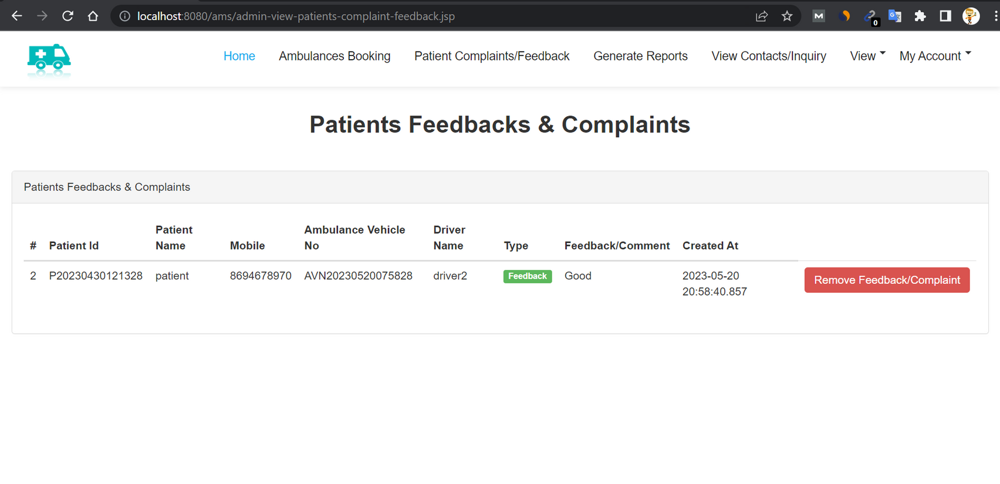 localhost:8080/ams/admin-view-patients-complaint-feedback.jsp
M
0
G
Home Ambulances Booking Patient Complaints/Feedback Generate Reports View Contacts/Inquiry View My Account
Patients Feedbacks & Complaints
Patients Feedbacks & Complaints
# Patient Id Patient Name Mobile Ambulance Vehicle No Driver Name Type Feedback/Comment Created At
2 P20230430121328 patient 8694678970 AVN20230520075828 driver2 Feedback Good 2023-05-20 20:58:40.857 Remove Feedback/Complaint